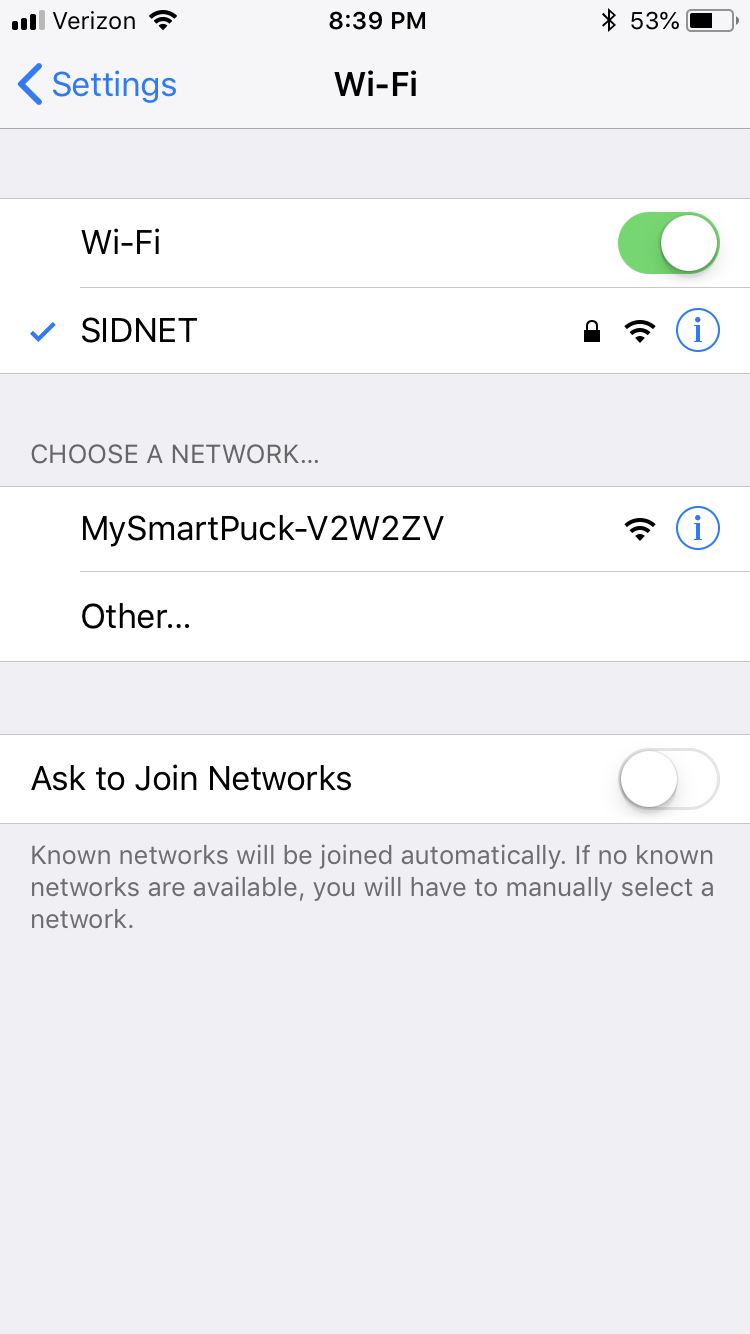 Verizon 8:39 PM 53%
Settings Wi-Fi
Wi-Fi
SIDNET
CHOOSE A NETWORK...
MySmartPuck-V2W2ZV
Other...
Ask to Join Networks
Known networks will be joined automatically. If no known
networks are available, you will have to manually select a
network.